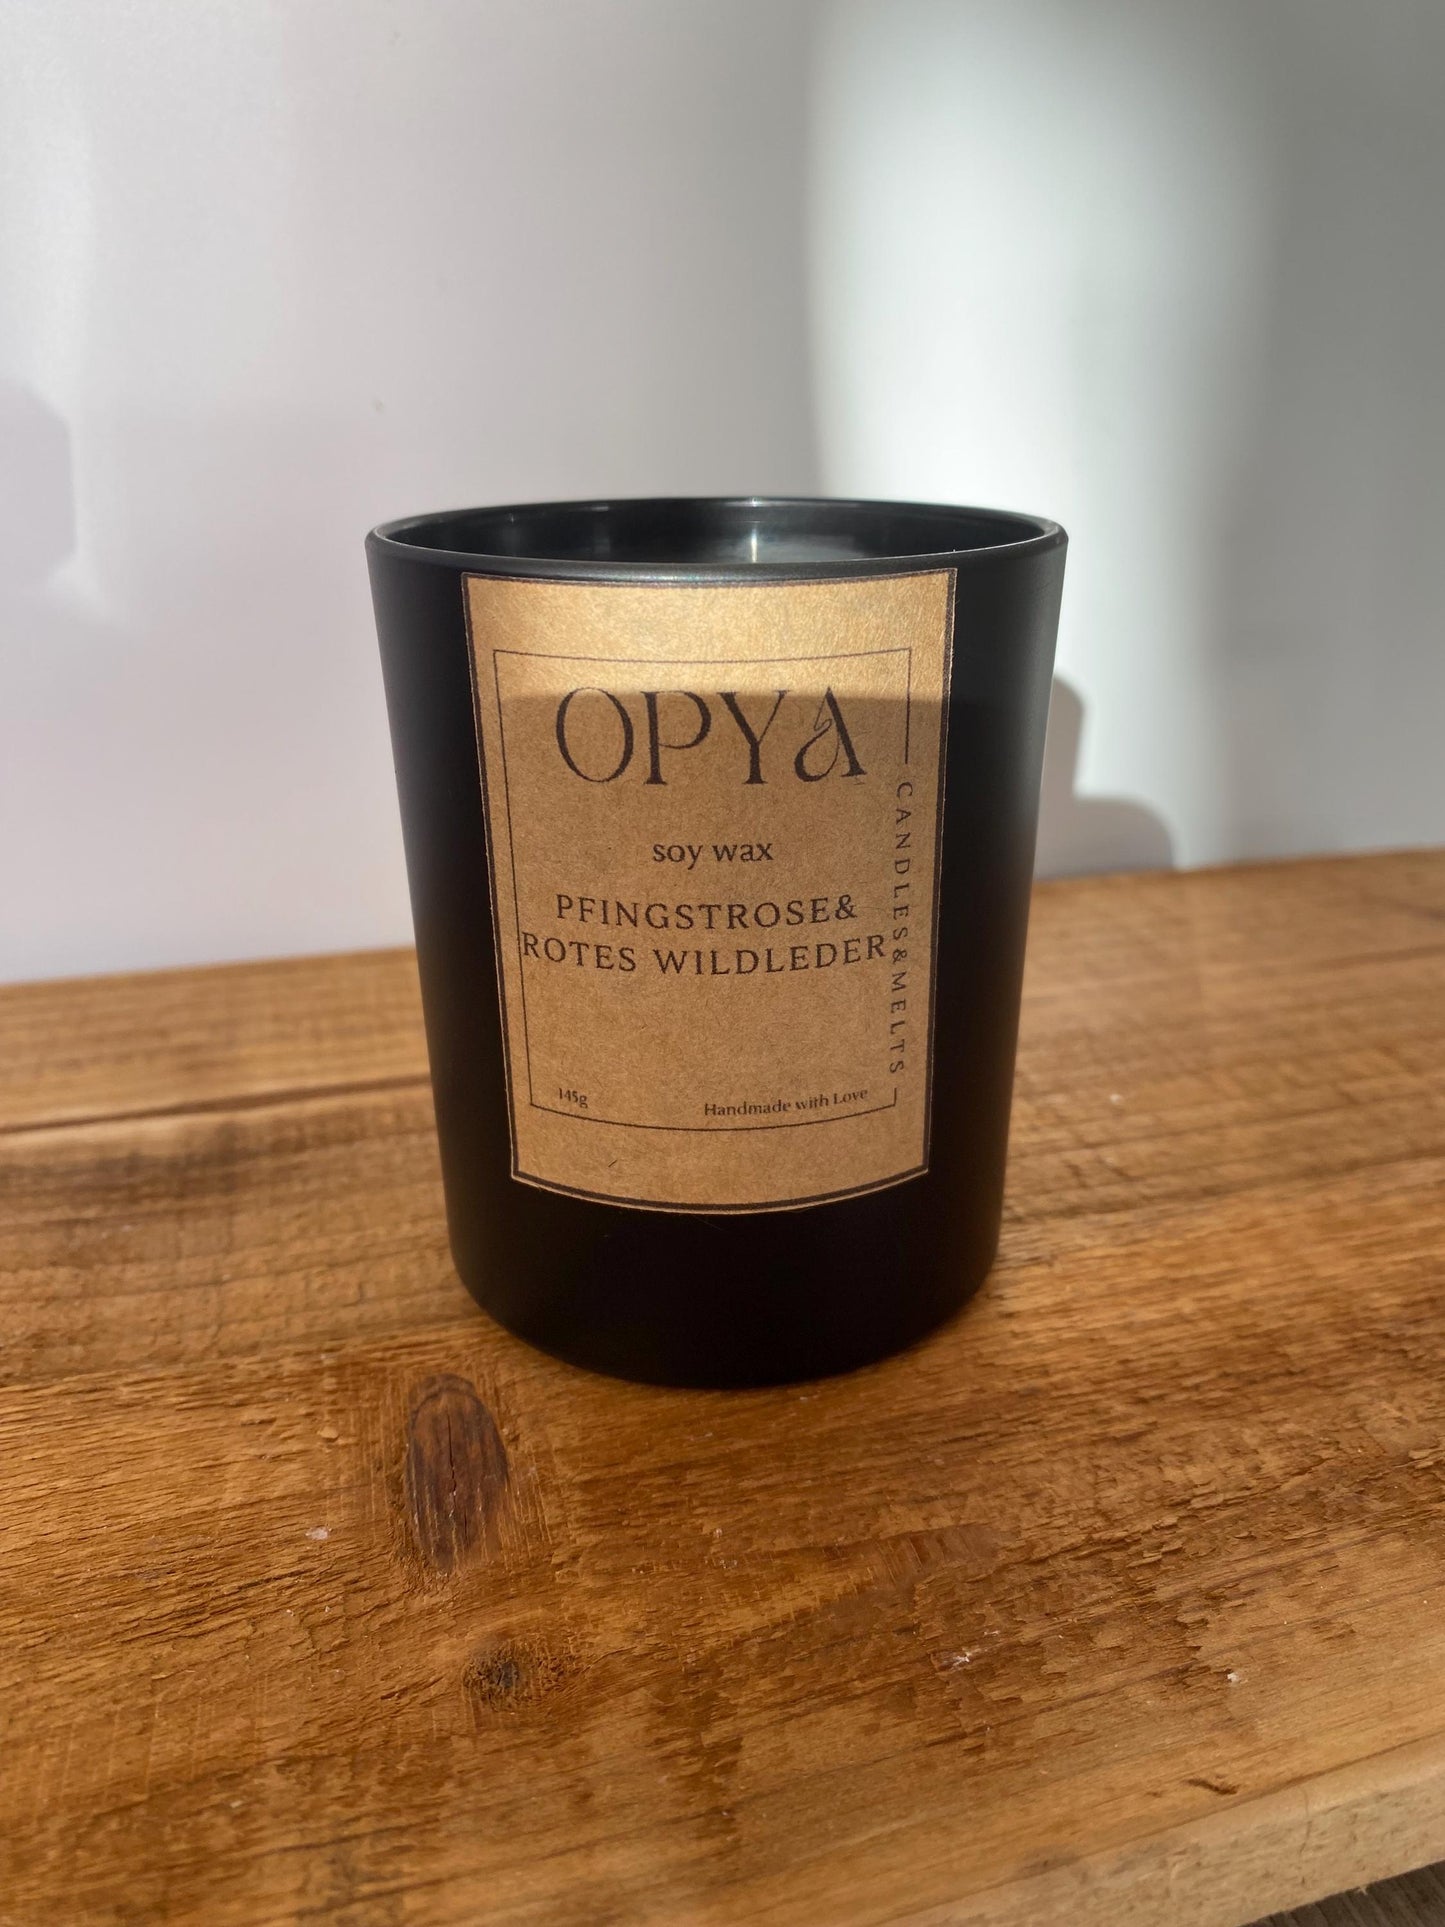 OPYA
soy wax
PFINGSTROSE&
ROTES WILDLEDER
CANDLES&MELTS
145g
Handmade with Love